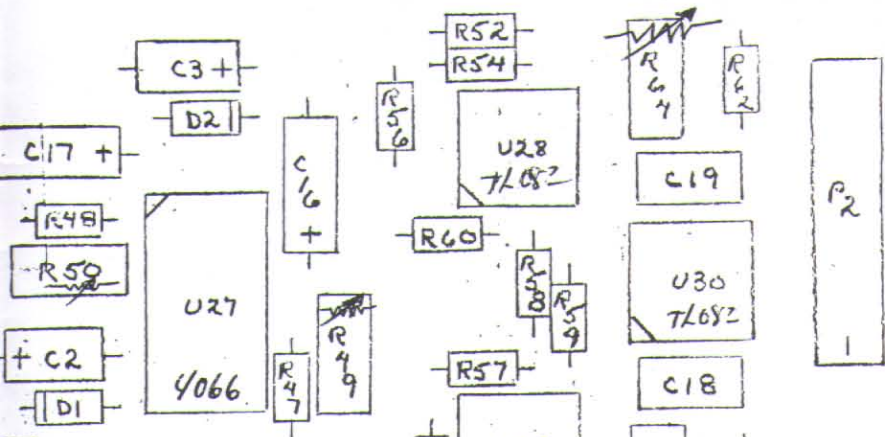 R52
R54
C3 +
R64
R62
D2
R56
U28
TL082
C17 +
C16 +
C19
P2
R48
R60
R50
R58
R59
U30
TL082
U27
R49
+ C2
4066
R47
R57
C18
D1
1
+